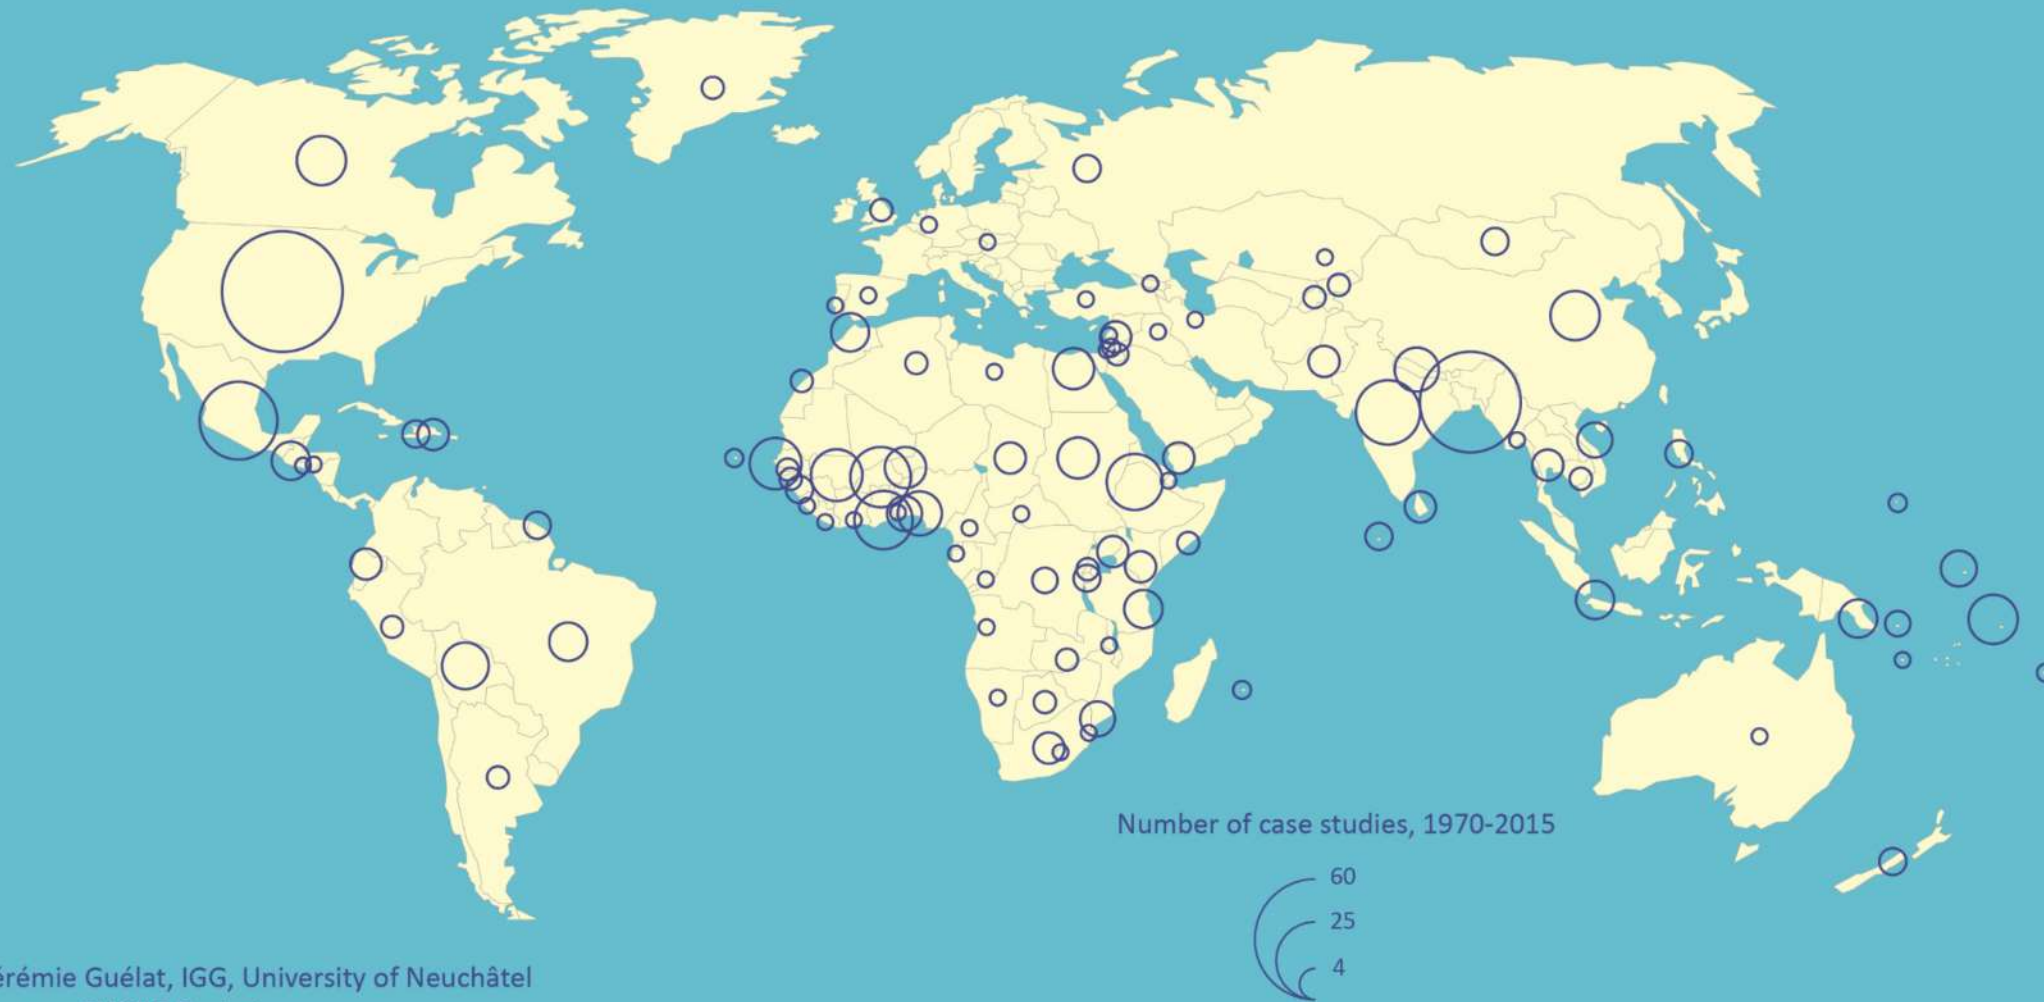 Number of case studies, 1970-2015
60
25
4
érémie Guélat, IGG, University of Neuchâtel